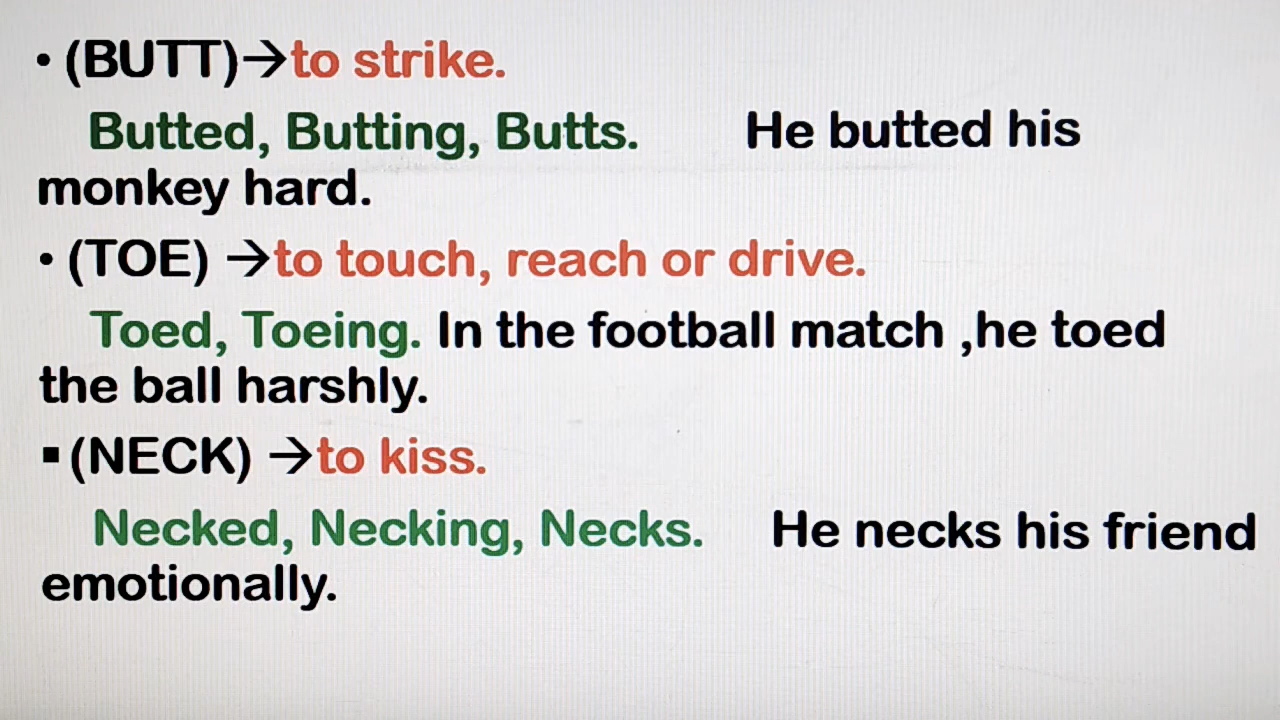 • (BUTT)→to strike.
Butted, Butting, Butts. He butted his
monkey hard.
• (TOE) →to touch, reach or drive.
Toed, Toeing. In the football match ,he toed
the ball harshly.
▪ (NECK) →to kiss.
Necked, Necking, Necks. He necks his friend
emotionally.